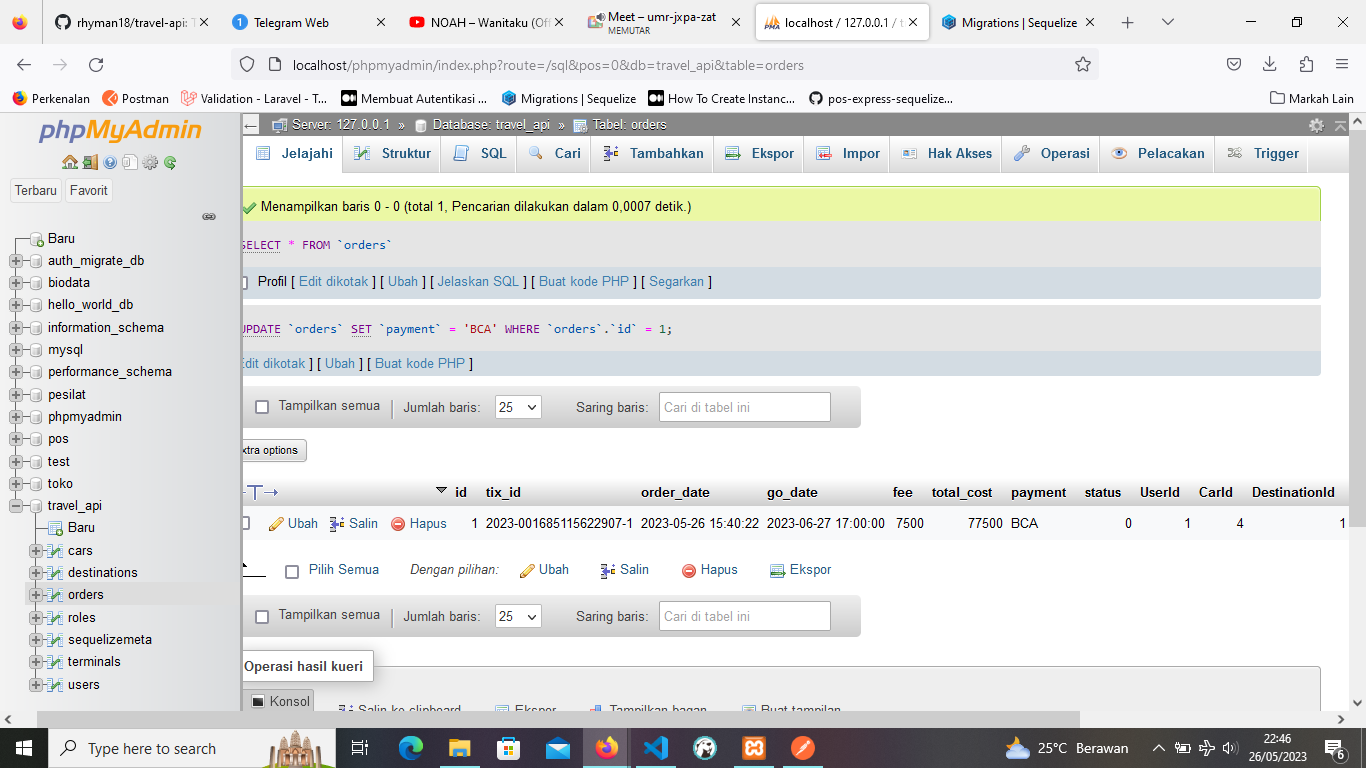 rhyman18/travel-api: T
Telegram Web
NOAH – Wanitaku (Of
Meet – umr-jxpa-zat
MEMUTAR
localhost / 127.0.0.1 / t
Migrations | Sequelize
localhost/phpmyadmin/index.php?route=/sql&pos=0&db=travel_api&table=orders
Perkenalan
Postman
Validation - Laravel - T...
Membuat Autentikasi ...
Migrations | Sequelize
How To Create Instanc...
pos-express-sequelize...
Markah Lain
phpMyAdmin
Terbaru
Favorit
Baru
auth_migrate_db
biodata
hello_world_db
information_schema
mysql
performance_schema
pesilat
phpmyadmin
pos
test
toko
travel_api
Baru
cars
destinations
orders
roles
sequelizemeta
terminals
users
Server: 127.0.0.1 » Database: travel_api » Tabel: orders
Jelajahi
Struktur
SQL
Cari
Tambahkan
Ekspor
Impor
Hak Akses
Operasi
Pelacakan
Trigger
Menampilkan baris 0 - 0 (total 1, Pencarian dilakukan dalam 0,0007 detik.)
SELECT * FROM `orders`
Profil [ Edit dikotak ] [ Ubah ] [ Jelaskan SQL ] [ Buat kode PHP ] [ Segarkan ]
UPDATE `orders` SET `payment` = 'BCA' WHERE `orders`.`id` = 1;
Edit dikotak ] [ Ubah ] [ Buat kode PHP ]
Tampilkan semua
Jumlah baris:
25
Saring baris:
Cari di tabel ini
xtra options
id tix_id order_date go_date fee total_cost payment status UserId CarId DestinationId
Ubah Salin Hapus 1 2023-001685115622907-1 2023-05-26 15:40:22 2023-06-27 17:00:00 7500 77500 BCA 0 1 4 1
Pilih Semua
Dengan pilihan:
Ubah
Salin
Hapus
Ekspor
Tampilkan semua
Jumlah baris:
25
Saring baris:
Cari di tabel ini
Operasi hasil kueri
Konsol
Salin ke clipboard
Ekspor
Tampilkan bagan
Buat tampilan
Type here to search
25°C Berawan
22:46
26/05/2023
6